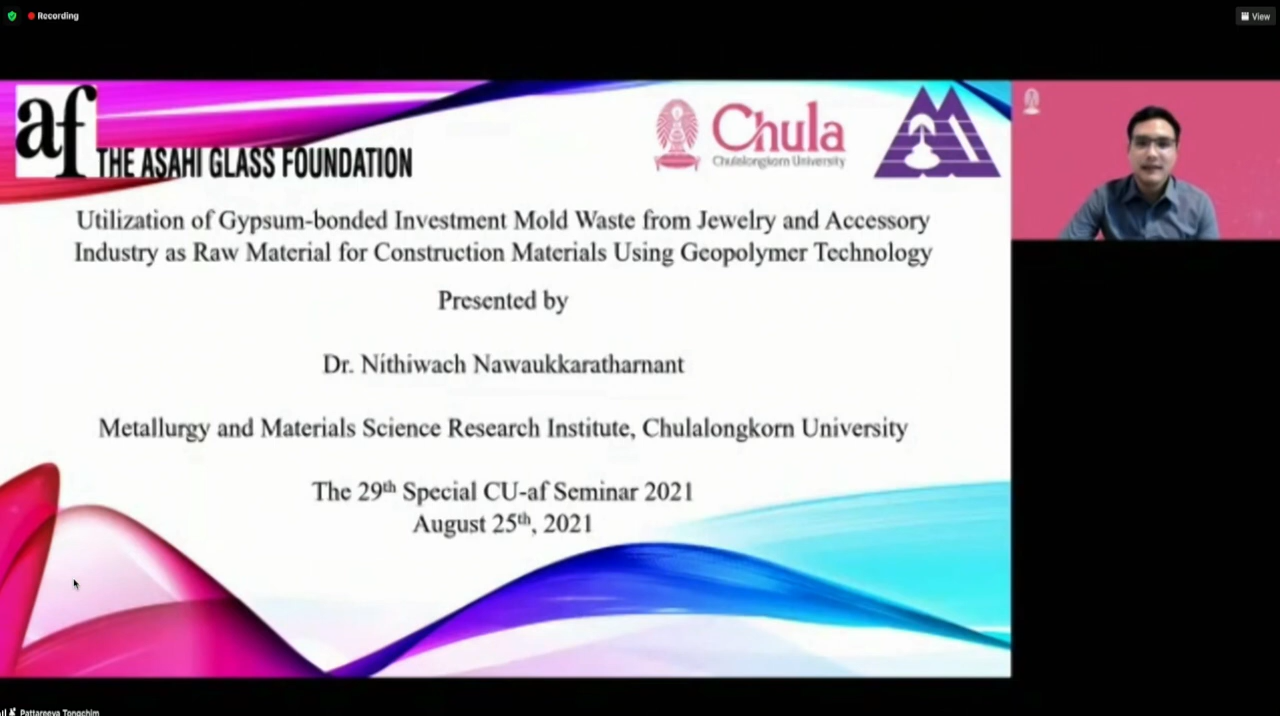 Recording
View
af
THE ASAHI GLASS FOUNDATION
Chula
Chulalongkorn University
Utilization of Gypsum-bonded Investment Mold Waste from Jewelry and Accessory
Industry as Raw Material for Construction Materials Using Geopolymer Technology
Presented by
Dr. Nithiwach Nawaukkaratharnant
Metallurgy and Materials Science Research Institute, Chulalongkorn University
The 29th Special CU-af Seminar 2021
August 25th, 2021
Pattareeya Tongchim